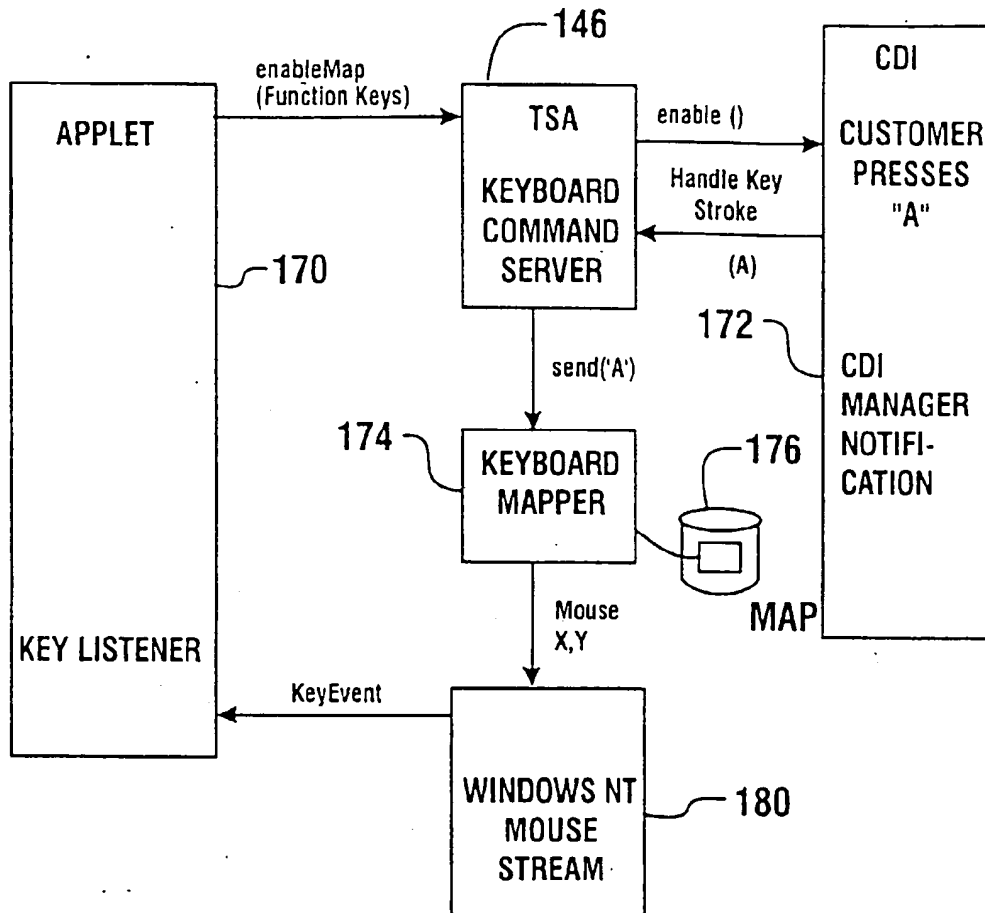 146
enableMap
(Function Keys)
APPLET
KEY LISTENER
170
TSA
KEYBOARD
COMMAND
SERVER
enable ()
Handle Key
Stroke
(A)
CDI
CUSTOMER
PRESSES
"A"
172
CDI
MANAGER
NOTIFI-
CATION
send('A')
174
KEYBOARD
MAPPER
176
MAP
Mouse
X,Y
KeyEvent
WINDOWS NT
MOUSE
STREAM
180